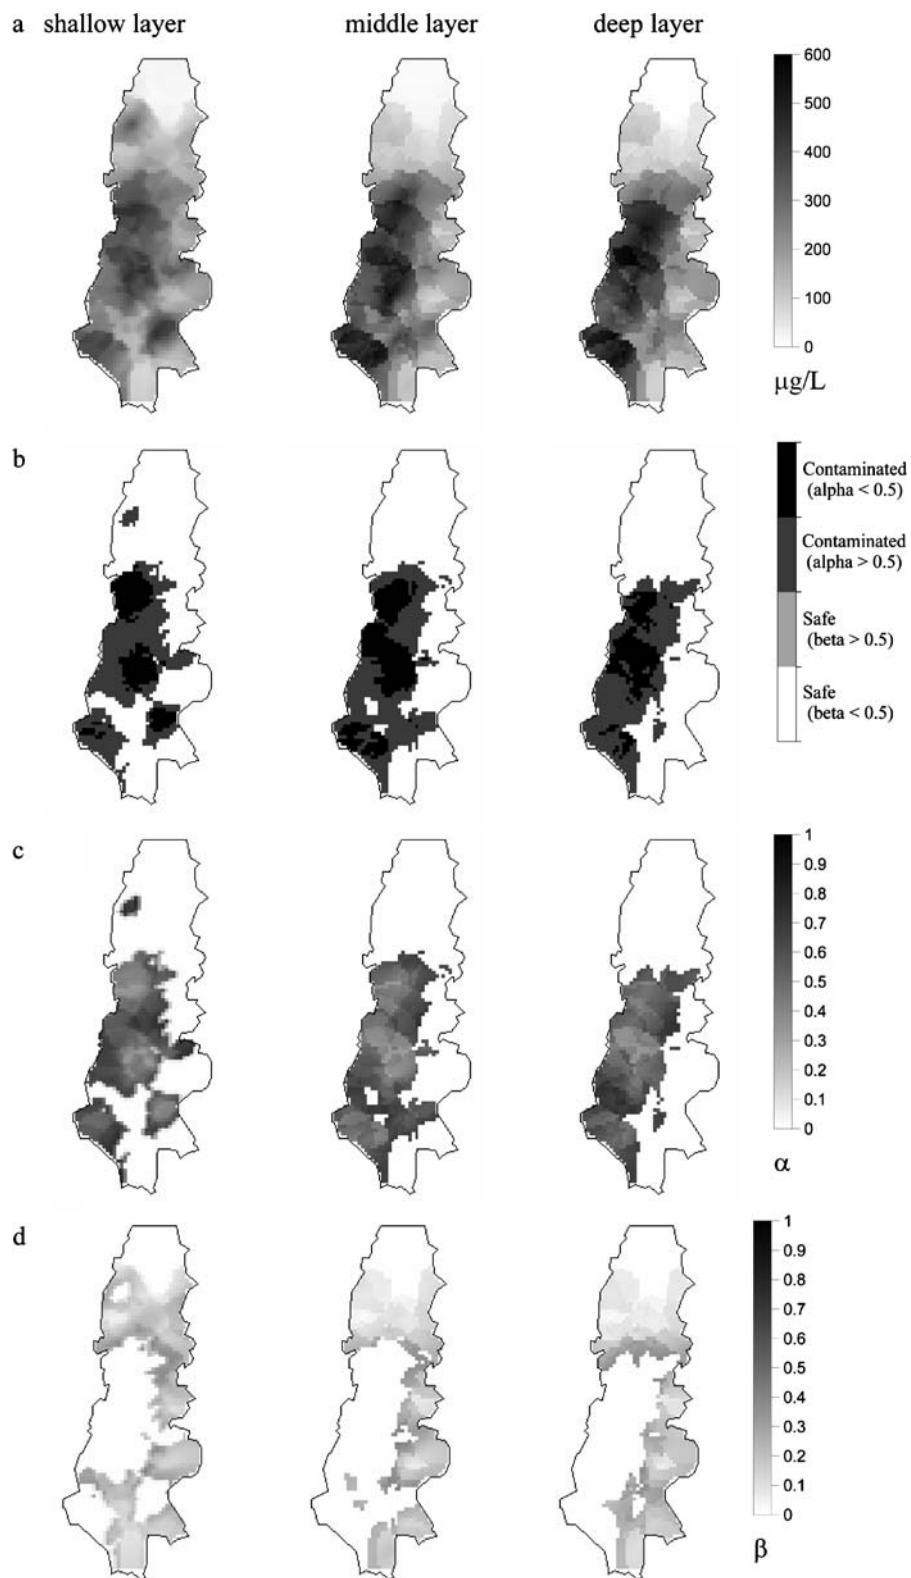 a shallow layer middle layer deep layer
600
500
400
300
200
100
0
µg/L
b
Contaminated
(alpha < 0.5)
Contaminated
(alpha > 0.5)
Safe
(beta > 0.5)
Safe
(beta < 0.5)
c
1
0.9
0.8
0.7
0.6
0.5
0.4
0.3
0.2
0.1
0
α
d
1
0.9
0.8
0.7
0.6
0.5
0.4
0.3
0.2
0.1
0
β